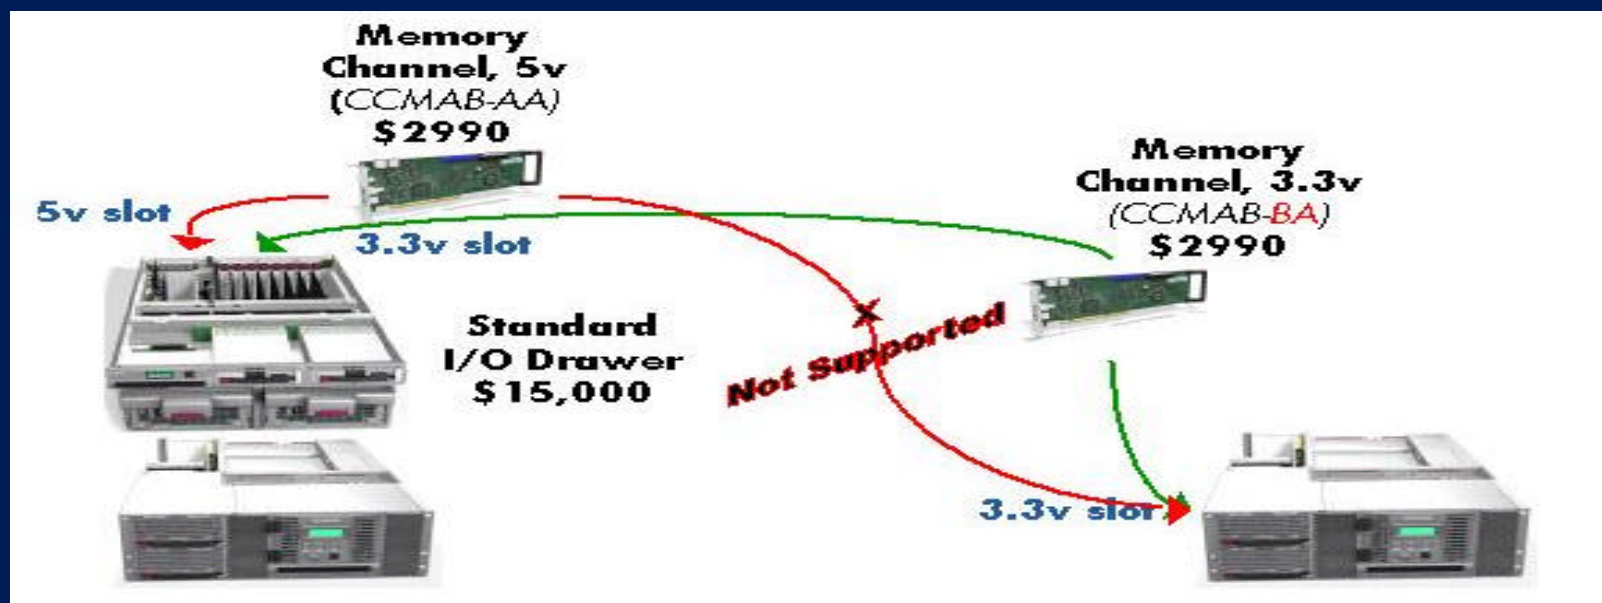 Memory
Channel, 5v
(CCMAB-AA)
$2990
Memory
Channel, 3.3v
(CCMAB-BA)
$2990
5v slot
3.3v slot
Standard
I/O Drawer
$15,000
Not Supported
3.3v slot